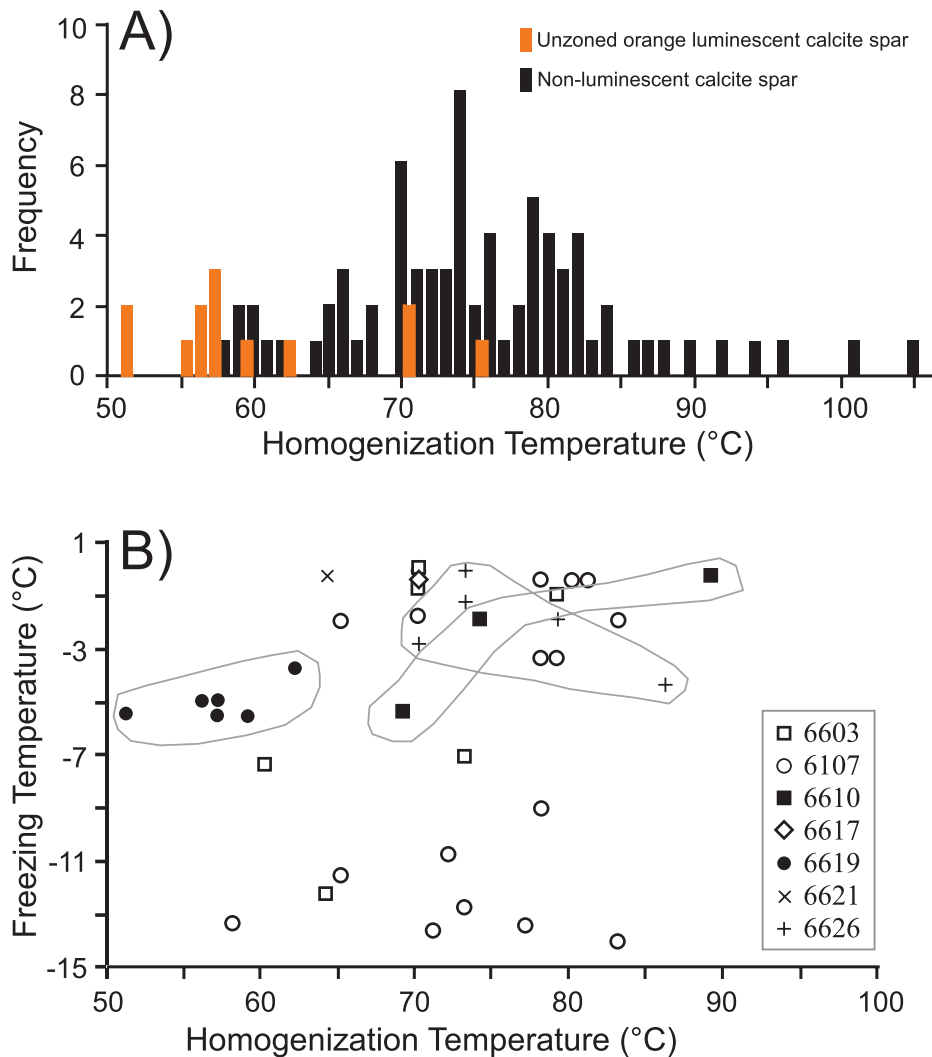 A)
Unzoned orange luminescent calcite spar
Non-luminescent calcite spar
Frequency
10
8
6
4
2
0
50 60 70 80 90 100
Homogenization Temperature (°C)
B)
Freezing Temperature (°C)
1
-3
-7
-11
-15
6603
6107
6610
6617
6619
6621
6626
50 60 70 80 90 100
Homogenization Temperature (°C)